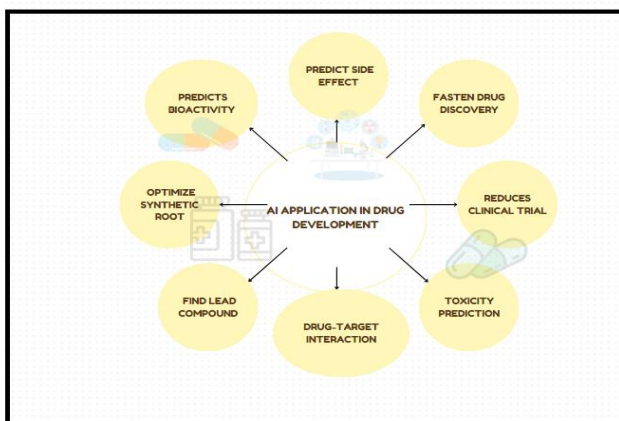 PREDICT SIDE
EFFECT
PREDICTS
BIOACTIVITY
FASTEN DRUG
DISCOVERY
OPTIMIZE
SYNTHETIC
ROOT
AI APPLICATION IN DRUG
DEVELOPMENT
REDUCES
CLINICAL TRIAL
FIND LEAD
COMPOUND
DRUG-TARGET
INTERACTION
TOXICITY
PREDICTION